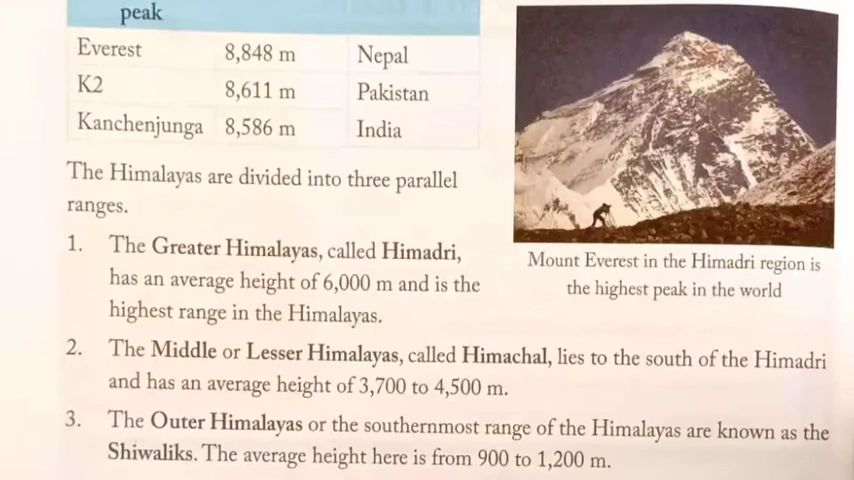 peak
Everest 8,848 m Nepal
K2 8,611 m Pakistan
Kanchenjunga 8,586 m India
The Himalayas are divided into three parallel
ranges.
1. The Greater Himalayas, called Himadri,
has an average height of 6,000 m and is the
highest range in the Himalayas.
Mount Everest in the Himadri region is
the highest peak in the world
2. The Middle or Lesser Himalayas, called Himachal, lies to the south of the Himadri
and has an average height of 3,700 to 4,500 m.
3. The Outer Himalayas or the southernmost range of the Himalayas are known as the
Shiwaliks. The average height here is from 900 to 1,200 m.